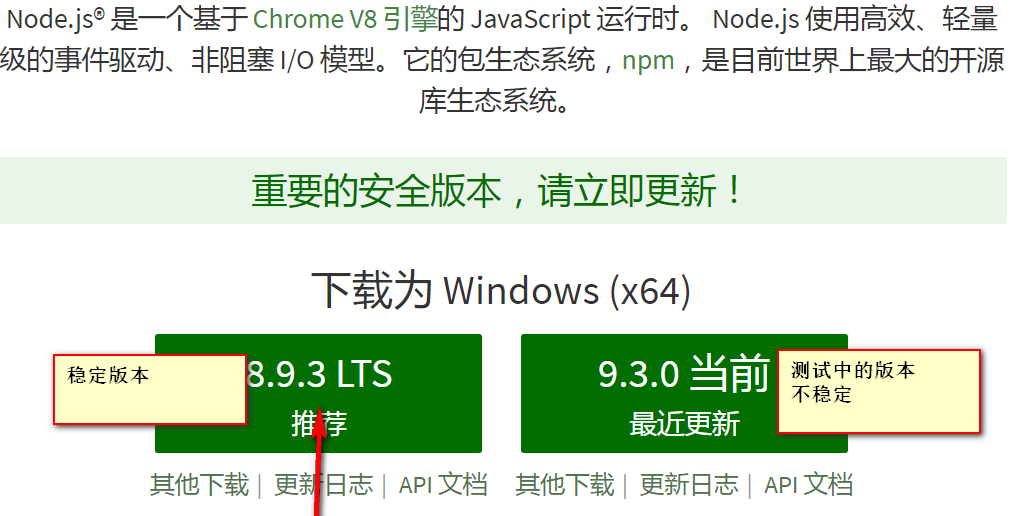 Node.js® 是一个基于 Chrome V8 引擎的 JavaScript 运行时。 Node.js 使用高效、轻量
级的事件驱动、非阻塞 I/O 模型。它的包生态系统，npm，是目前世界上最大的开源
库生态系统。
重要的安全版本，请立即更新！
下载为 Windows (x64)
稳定版本
8.9.3 LTS
推荐
9.3.0 当前
最近更新
测试中的版本
不稳定
其他下载 | 更新日志 | API 文档
其他下载 | 更新日志 | API 文档